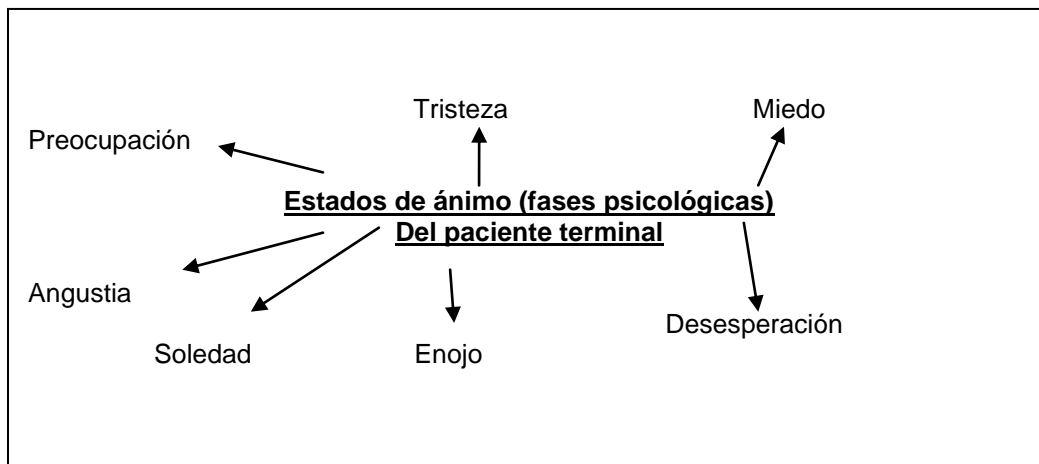 Tristeza
Miedo
Preocupación
Estados de ánimo (fases psicológicas)
Del paciente terminal
Angustia
Desesperación
Soledad
Enojo